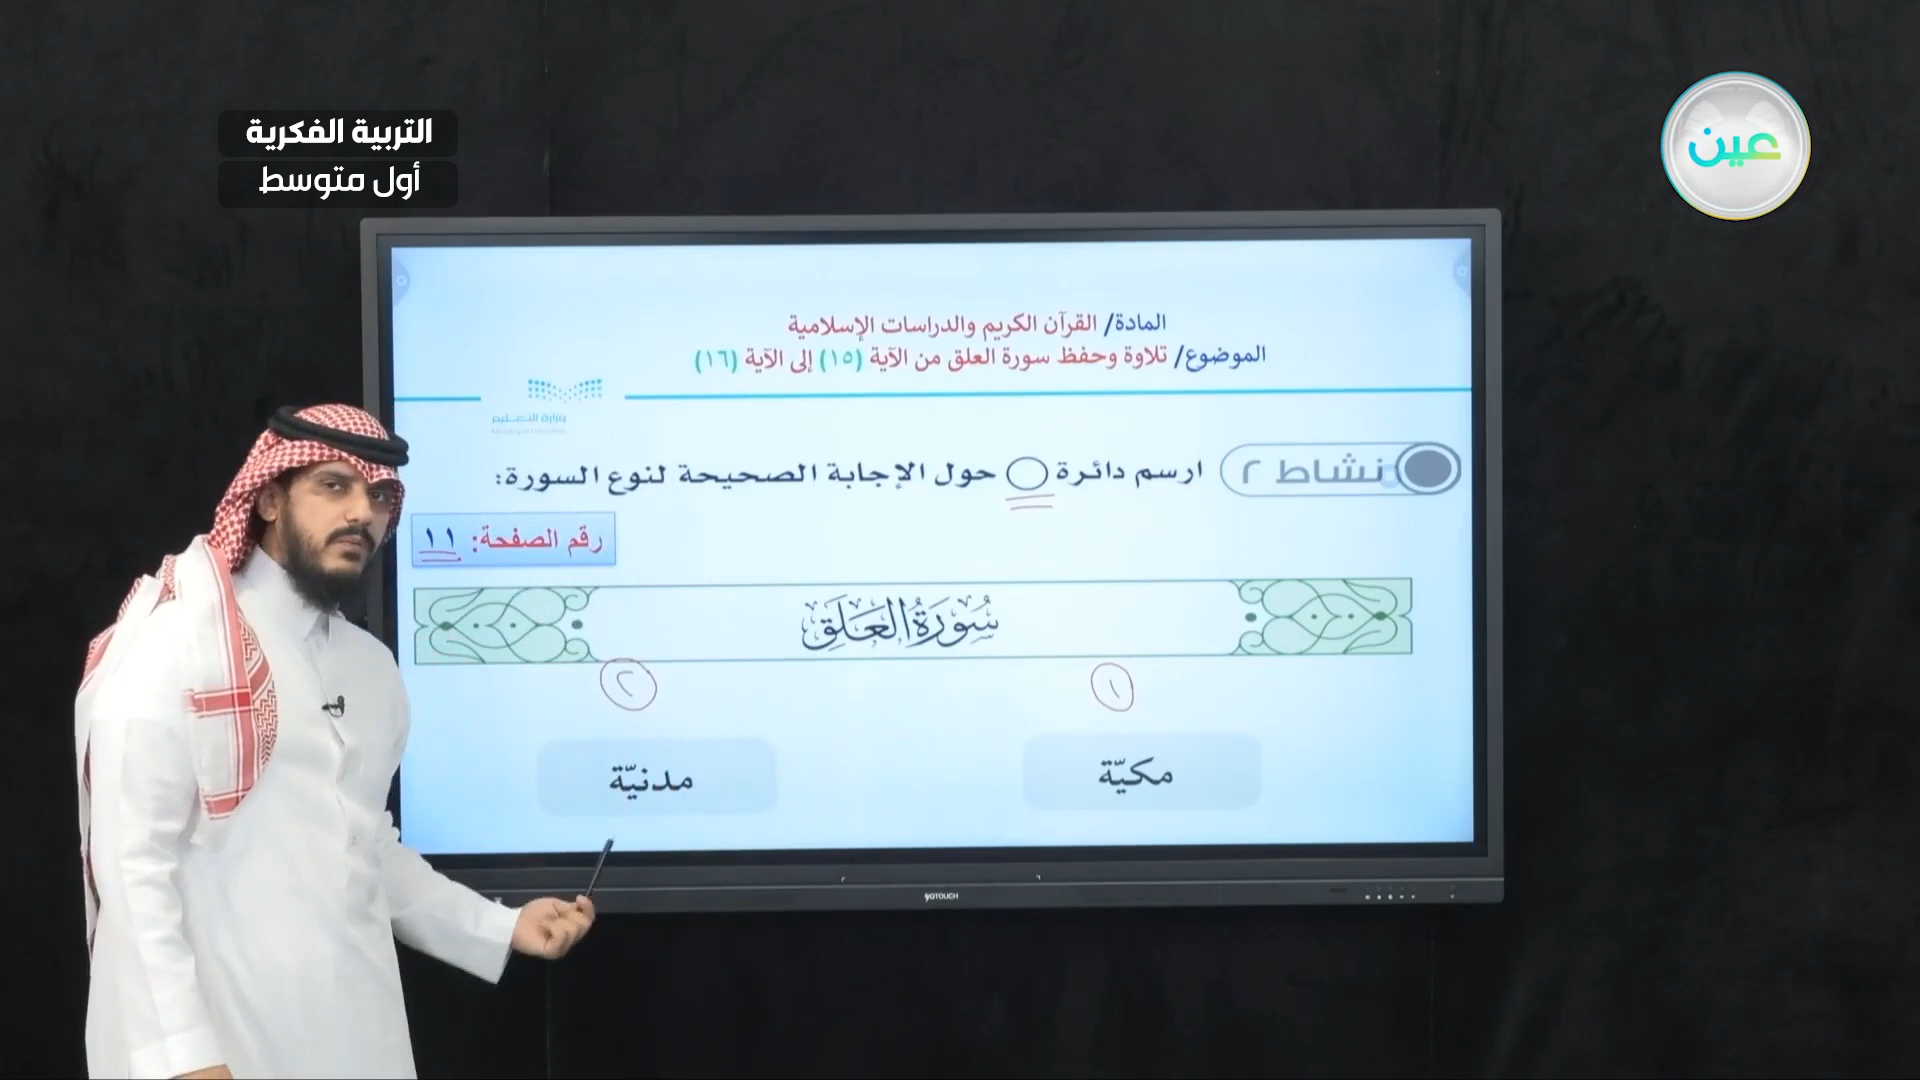 التربية الفكرية
أول متوسط
عين
المادة/ القرآن الكريم والدراسات الإسلامية
الموضوع/ تلاوة وحفظ سورة العلق من الآية (١٥) إلى الآية (١٦)
وزارة التعليم
نشاط ٢
ارسم دائرة حول الإجابة الصحيحة لنوع السورة:
رقم الصفحة: ١١
سُورَةُ العَلَقِ
١
٢
مكيّة
مدنيّة
YOTOUCH